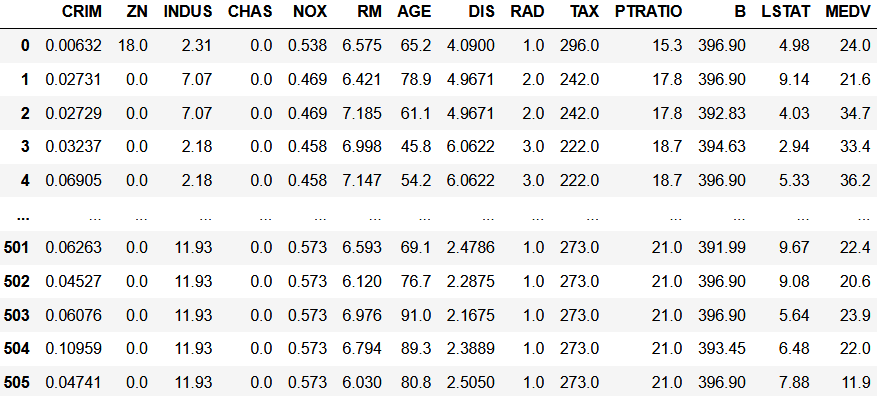 CRIM ZN INDUS CHAS NOX RM AGE DIS RAD TAX PTRATIO B LSTAT MEDV
0 0.00632 18.0 2.31 0.0 0.538 6.575 65.2 4.0900 1.0 296.0 15.3 396.90 4.98 24.0
1 0.02731 0.0 7.07 0.0 0.469 6.421 78.9 4.9671 2.0 242.0 17.8 396.90 9.14 21.6
2 0.02729 0.0 7.07 0.0 0.469 7.185 61.1 4.9671 2.0 242.0 17.8 392.83 4.03 34.7
3 0.03237 0.0 2.18 0.0 0.458 6.998 45.8 6.0622 3.0 222.0 18.7 394.63 2.94 33.4
4 0.06905 0.0 2.18 0.0 0.458 7.147 54.2 6.0622 3.0 222.0 18.7 396.90 5.33 36.2
... ... ... ... ... ... ... ... ... ... ... ... ... ... ...
501 0.06263 0.0 11.93 0.0 0.573 6.593 69.1 2.4786 1.0 273.0 21.0 391.99 9.67 22.4
502 0.04527 0.0 11.93 0.0 0.573 6.120 76.7 2.2875 1.0 273.0 21.0 396.90 9.08 20.6
503 0.06076 0.0 11.93 0.0 0.573 6.976 91.0 2.1675 1.0 273.0 21.0 396.90 5.64 23.9
504 0.10959 0.0 11.93 0.0 0.573 6.794 89.3 2.3889 1.0 273.0 21.0 393.45 6.48 22.0
505 0.04741 0.0 11.93 0.0 0.573 6.030 80.8 2.5050 1.0 273.0 21.0 396.90 7.88 11.9